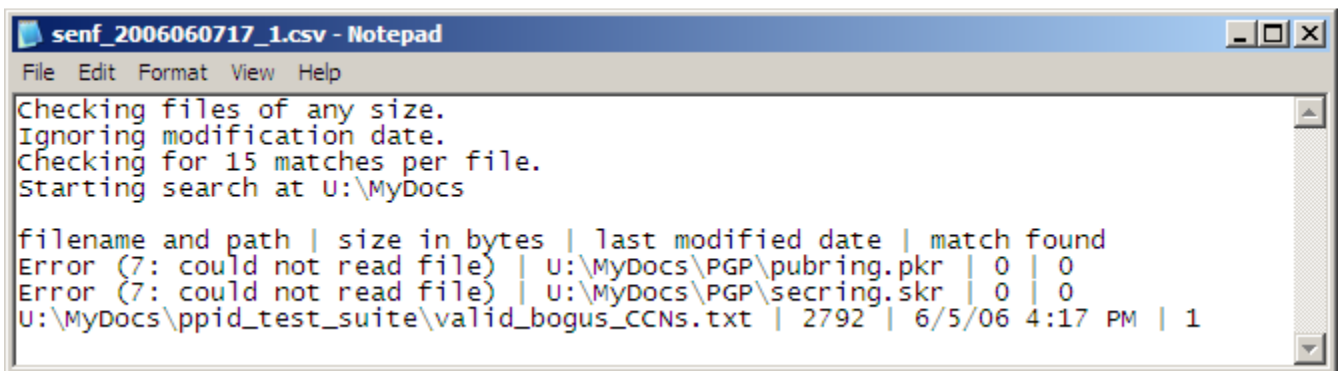 senf_2006060717_1.csv - Notepad
File Edit Format View Help
Checking files of any size.
Ignoring modification date.
Checking for 15 matches per file.
Starting search at U:\MyDocs
filename and path | size in bytes | last modified date | match found
Error (7: could not read file) | U:\MyDocs\PGP\pubring.pkr | 0 | 0
Error (7: could not read file) | U:\MyDocs\PGP\secring.skr | 0 | 0
U:\MyDocs\ppid_test_suite\valid_bogus_CCNs.txt | 2792 | 6/5/06 4:17 PM | 1